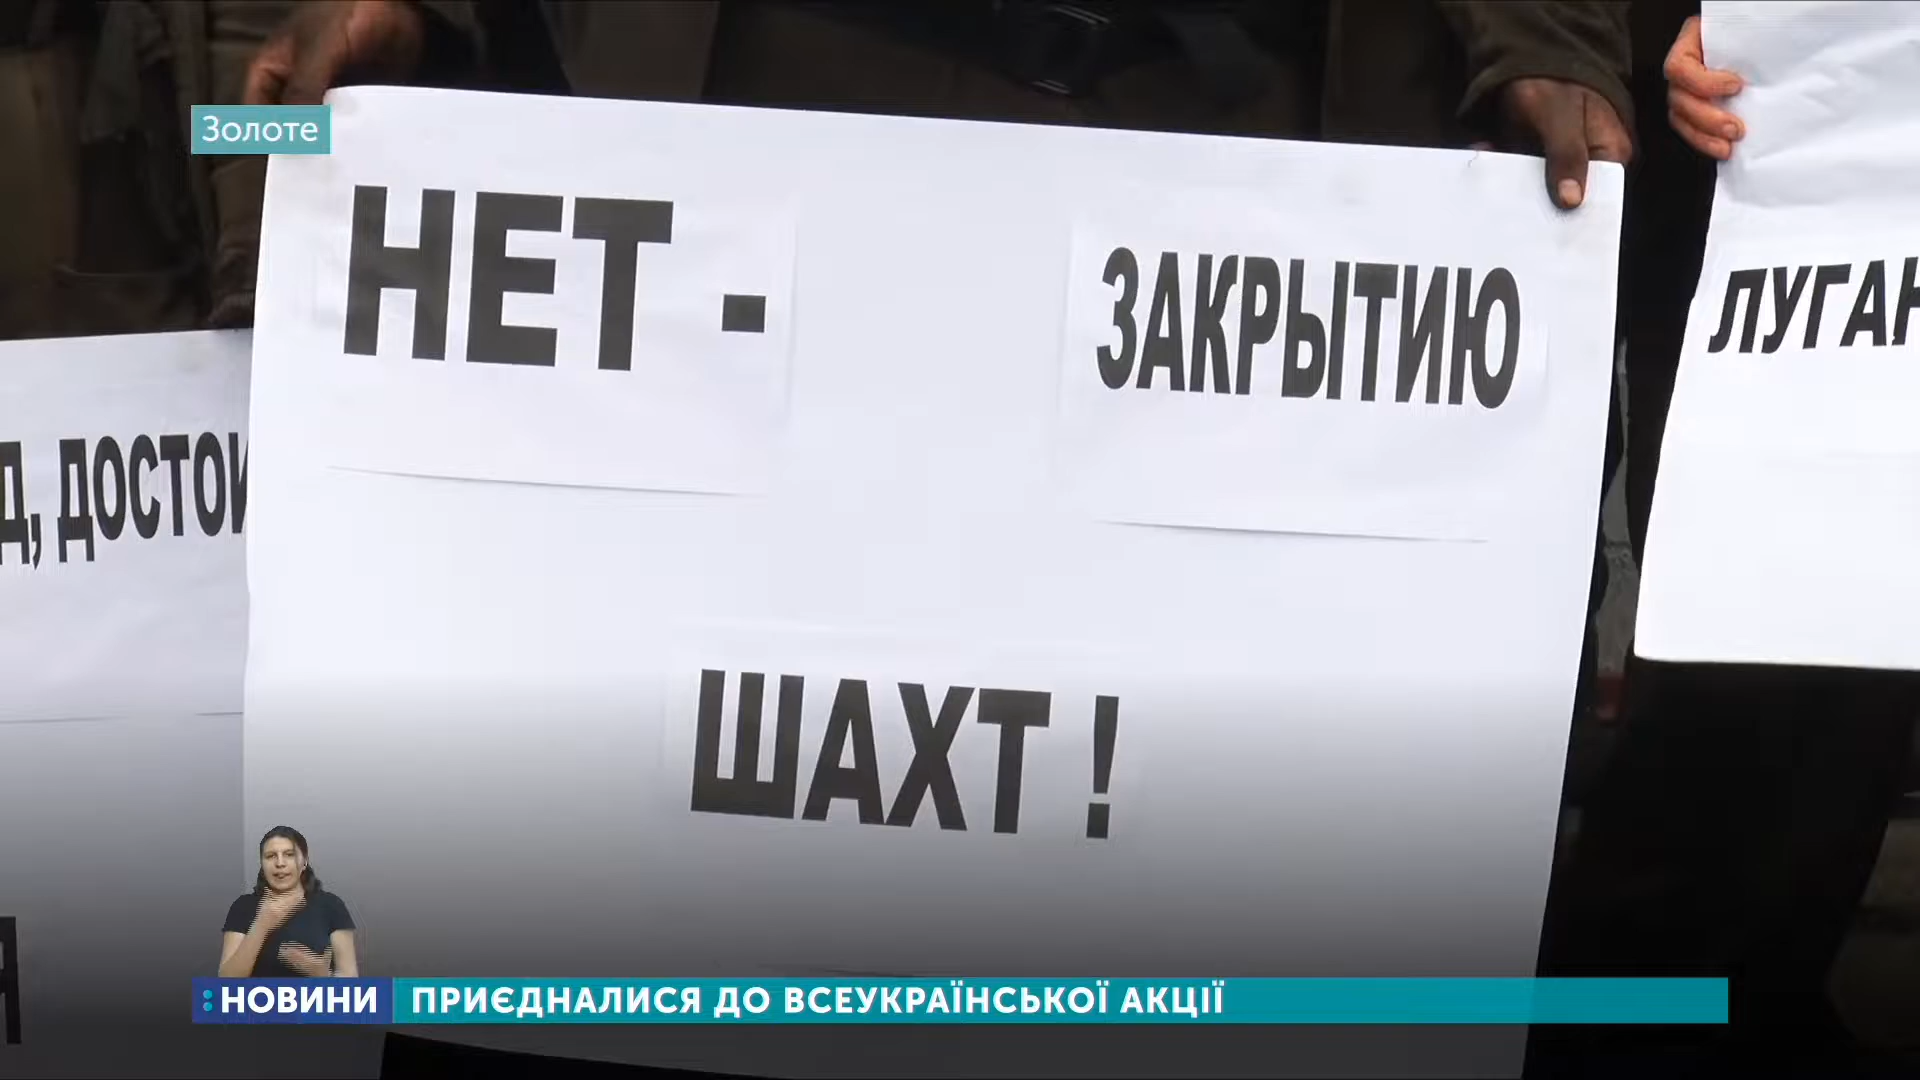 Золоте
НЕТ - ЗАКРЫТИЮ
ШАХТ !
Д, ДОСТОИ
ЛУГАН
Я
:НОВИНИ ПРИЄДНАЛИСЯ ДО ВСЕУКРАЇНСЬКОЇ АКЦІЇ